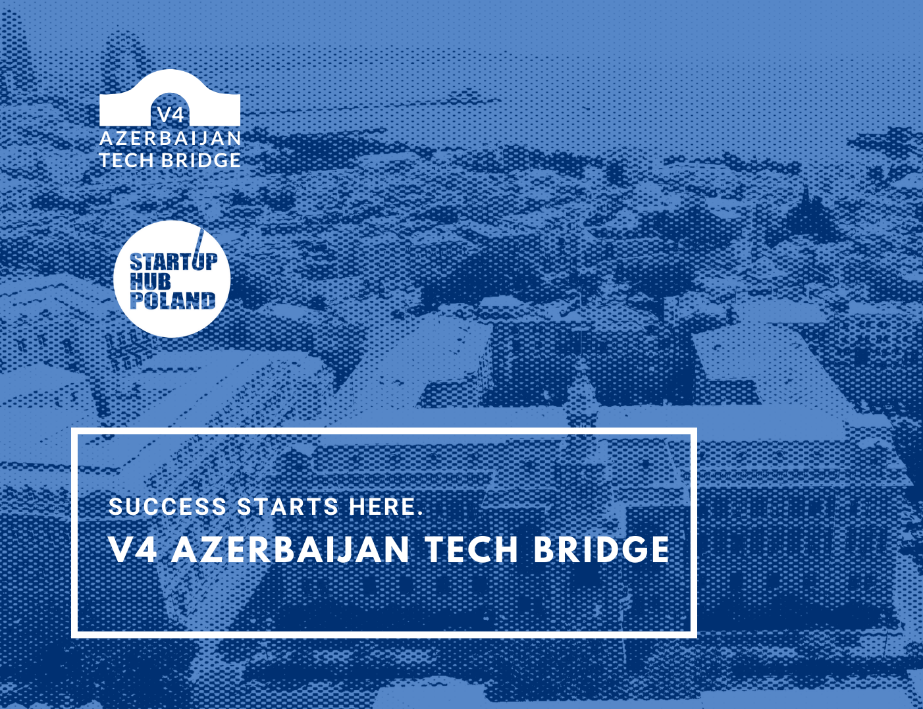 V4
AZERBAIJAN
TECH BRIDGE
STARTUP
HUB
POLAND
SUCCESS STARTS HERE.
V4 AZERBAIJAN TECH BRIDGE